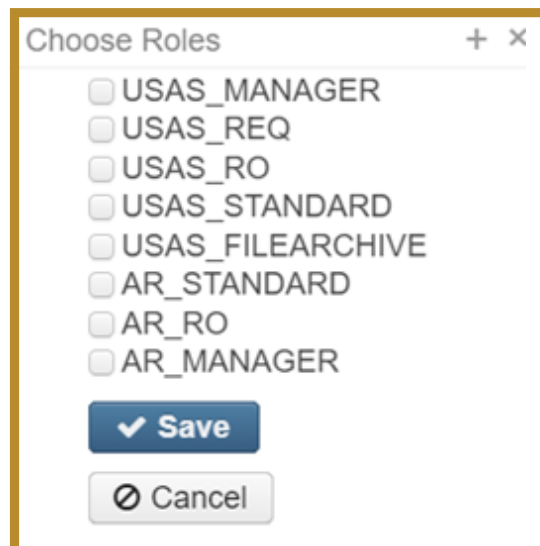 Choose Roles
USAS_MANAGER
USAS_REQ
USAS_RO
USAS_STANDARD
USAS_FILEARCHIVE
AR_STANDARD
AR_RO
AR_MANAGER
Save
Cancel